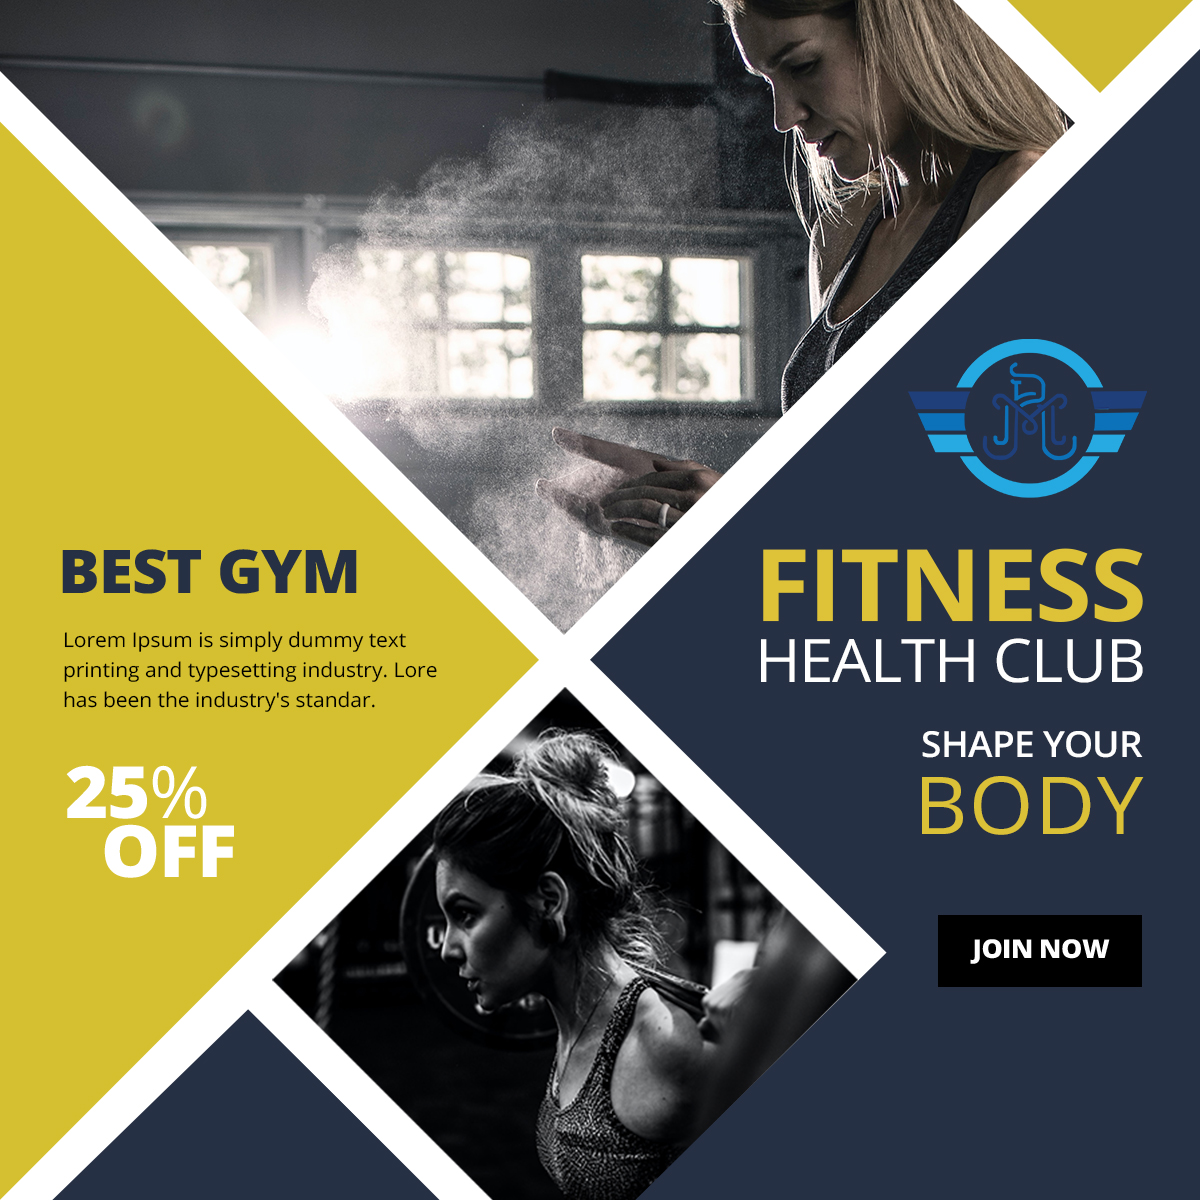 BEST GYM
Lorem Ipsum is simply dummy text
printing and typesetting industry. Lore
has been the industry's standar.
25%
OFF
FITNESS
HEALTH CLUB
SHAPE YOUR
BODY
JOIN NOW